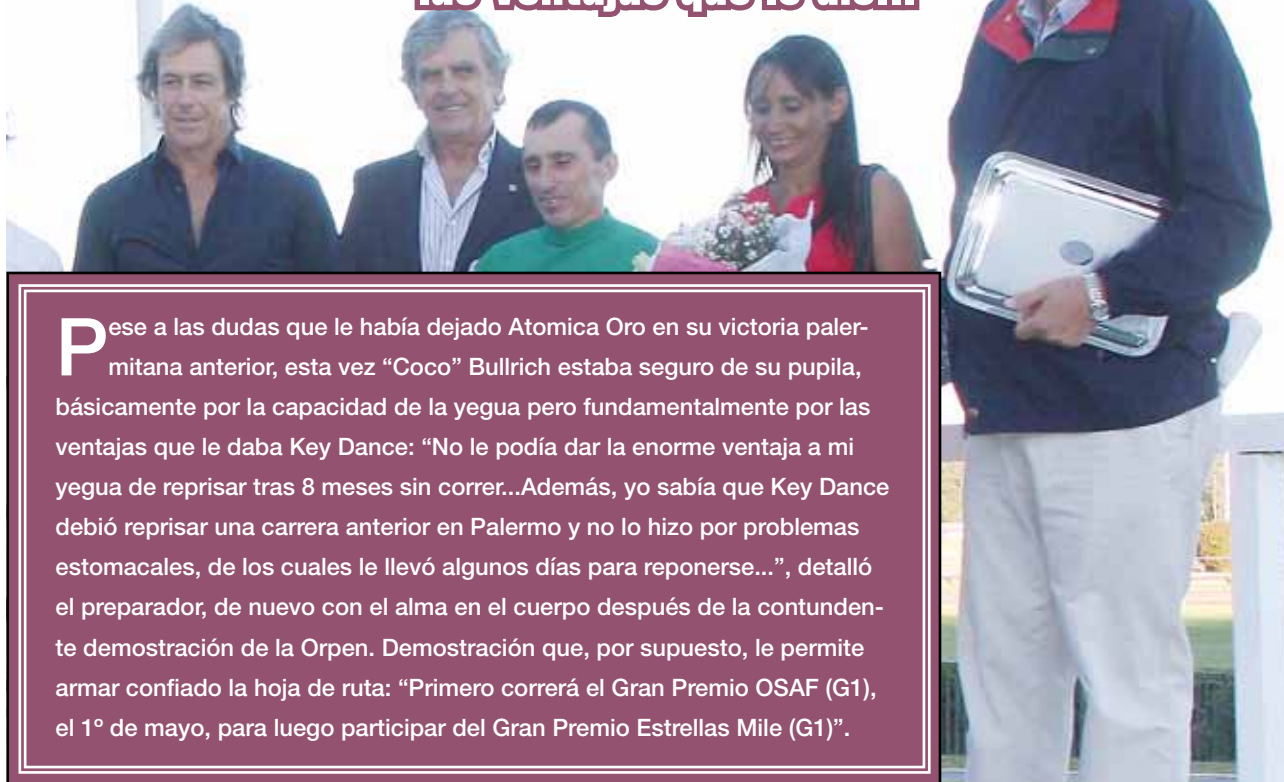 las ventajas que le dio...
Pese a las dudas que le había dejado Atomica Oro en su victoria paler-
mitana anterior, esta vez “Coco” Bullrich estaba seguro de su pupila,
básicamente por la capacidad de la yegua pero fundamentalmente por las
ventajas que le daba Key Dance: “No le podía dar la enorme ventaja a mi
yegua de reprisar tras 8 meses sin correr...Además, yo sabía que Key Dance
debió reprisar una carrera anterior en Palermo y no lo hizo por problemas
estomacales, de los cuales le llevó algunos días para reponerse...”, detalló
el preparador, de nuevo con el alma en el cuerpo después de la contunden-
te demostración de la Orpen. Demostración que, por supuesto, le permite
armar confiado la hoja de ruta: “Primero correrá el Gran Premio OSAF (G1),
el 1º de mayo, para luego participar del Gran Premio Estrellas Mile (G1)”.